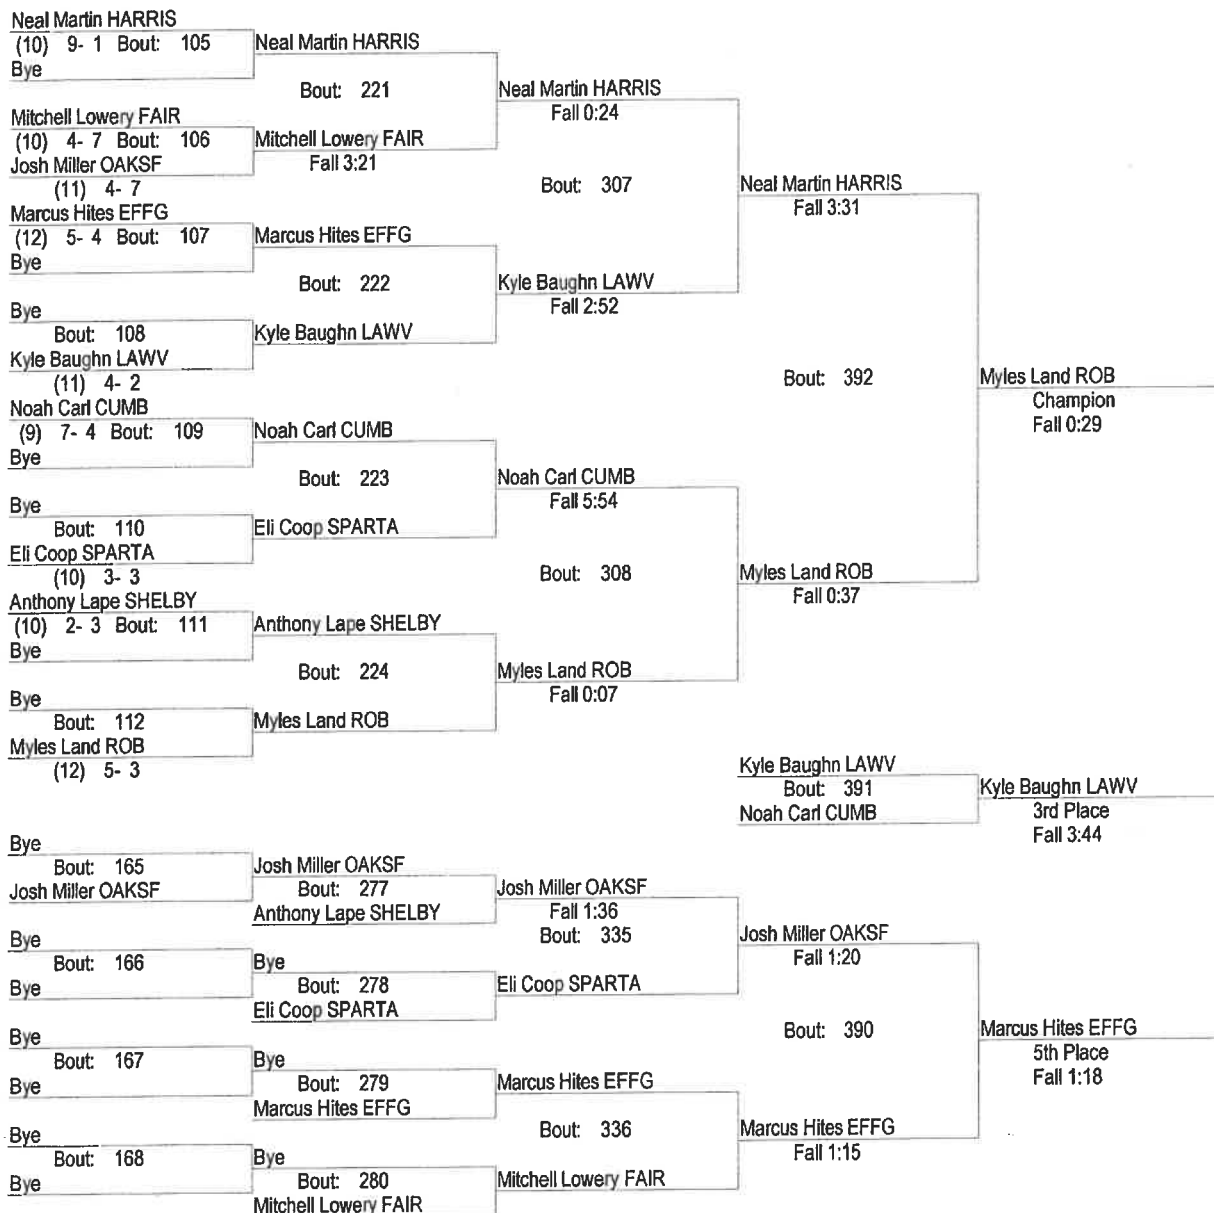 Neal Martin HARRIS
(10) 9- 1 Bout: 105
Bye
Neal Martin HARRIS
Bout: 221
Mitchell Lowery FAIR
(10) 4- 7 Bout: 106
Josh Miller OAKSF
(11) 4- 7
Mitchell Lowery FAIR
Fall 3:21
Neal Martin HARRIS
Fall 0:24
Bout: 307
Marcus Hites EFFG
(12) 5- 4 Bout: 107
Bye
Marcus Hites EFFG
Bout: 222
Bye
Bout: 108
Kyle Baughn LAWV
(11) 4- 2
Kyle Baughn LAWV
Kyle Baughn LAWV
Fall 2:52
Neal Martin HARRIS
Fall 3:31
Bout: 392
Noah Carl CUMB
(9) 7- 4 Bout: 109
Bye
Noah Carl CUMB
Bout: 223
Bye
Bout: 110
Eli Coop SPARTA
(10) 3- 3
Eli Coop SPARTA
Noah Carl CUMB
Fall 5:54
Bout: 308
Anthony Lape SHELBY
(10) 2- 3 Bout: 111
Bye
Anthony Lape SHELBY
Bout: 224
Bye
Bout: 112
Myles Land ROB
(12) 5- 3
Myles Land ROB
Myles Land ROB
Fall 0:07
Myles Land ROB
Fall 0:37
Myles Land ROB
Champion
Fall 0:29
Kyle Baughn LAWV
Bout: 391
Noah Carl CUMB
Kyle Baughn LAWV
3rd Place
Fall 3:44
Bye
Bout: 165
Josh Miller OAKSF
Josh Miller OAKSF
Bout: 277
Anthony Lape SHELBY
Josh Miller OAKSF
Fall 1:36
Bout: 335
Bye
Bout: 166
Bye
Bye
Bout: 278
Eli Coop SPARTA
Eli Coop SPARTA
Josh Miller OAKSF
Fall 1:20
Bout: 390
Bye
Bout: 167
Bye
Bye
Bout: 279
Marcus Hites EFFG
Marcus Hites EFFG
Bout: 336
Bye
Bout: 168
Bye
Bye
Bout: 280
Mitchell Lowery FAIR
Mitchell Lowery FAIR
Marcus Hites EFFG
Fall 1:15
Marcus Hites EFFG
5th Place
Fall 1:18